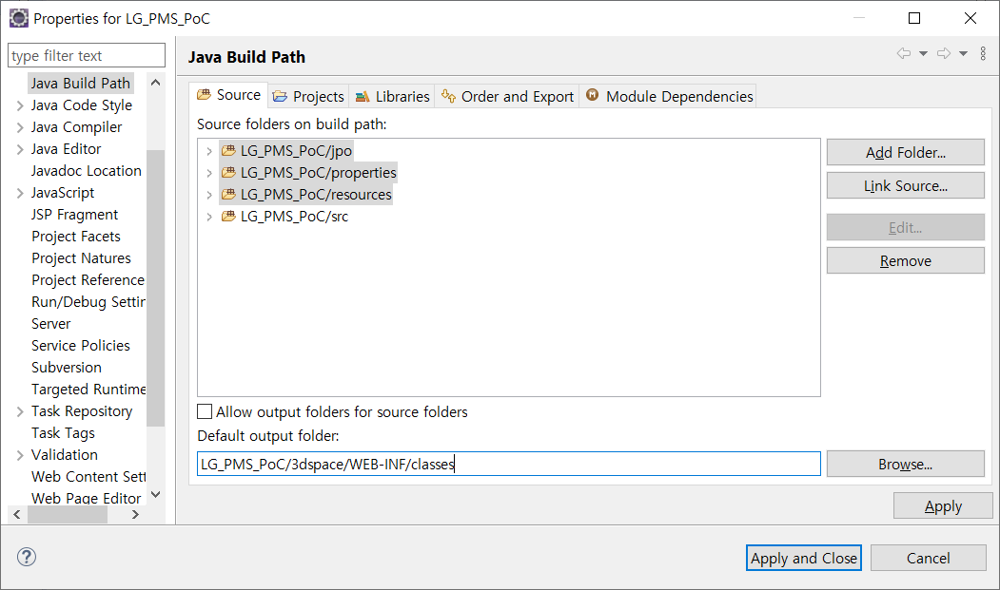 Properties for LG_PMS_PoC
type filter text
Java Build Path
Java Code Style
Java Compiler
Java Editor
Javadoc Location
JavaScript
JSP Fragment
Project Facets
Project Natures
Project Reference
Run/Debug Settin
Server
Service Policies
Subversion
Targeted Runtime
Task Repository
Task Tags
Validation
Web Content Sett
Web Page Editor
Java Build Path
Source Projects Libraries Order and Export Module Dependencies
Source folders on build path:
LG_PMS_PoC/jpo
LG_PMS_PoC/properties
LG_PMS_PoC/resources
LG_PMS_PoC/src
Add Folder...
Link Source...
Edit...
Remove
Allow output folders for source folders
Default output folder:
LG_PMS_PoC/3dspace/WEB-INF/classes
Browse...
Apply
Apply and Close Cancel